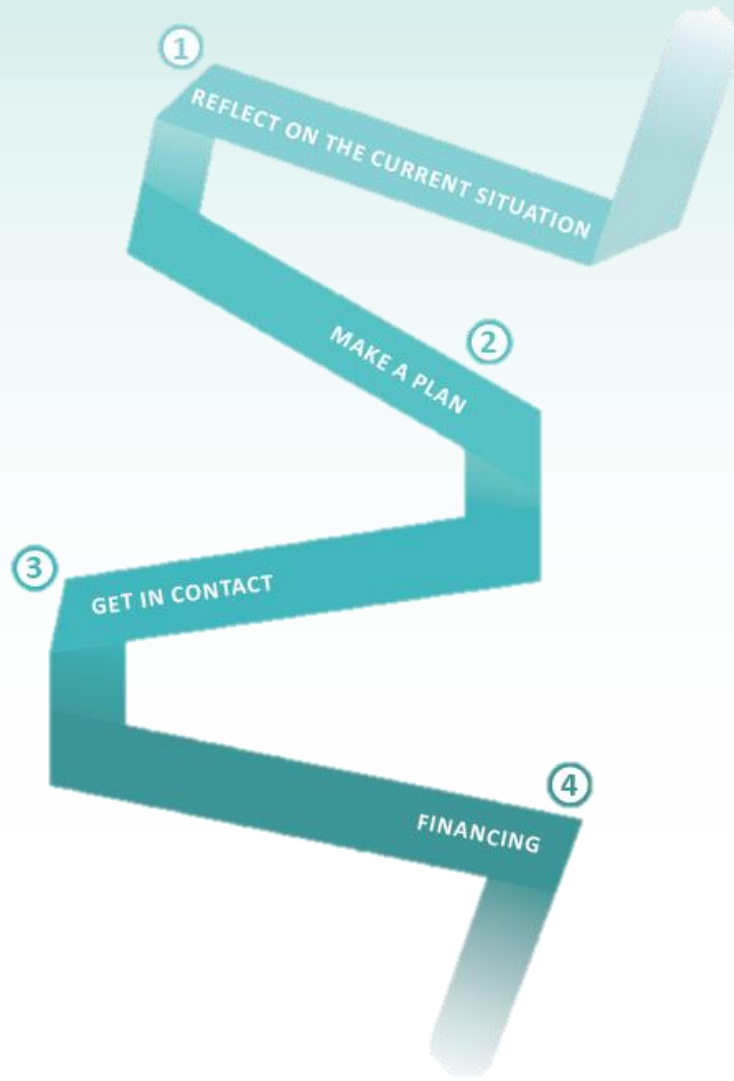 1
REFLECT ON THE CURRENT SITUATION
2
MAKE A PLAN
3
GET IN CONTACT
4
FINANCING